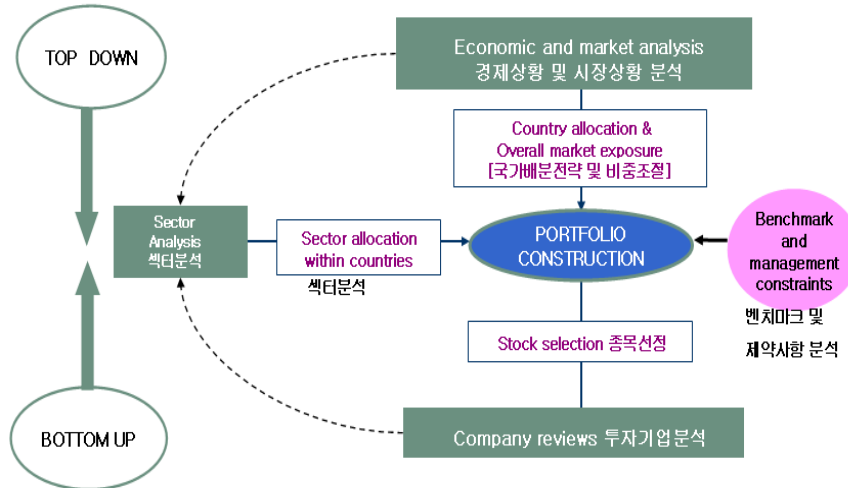 TOP DOWN
Economic and market analysis
경제상황 및 시장상황 분석
Country allocation &
Overall market exposure
[국가배분전략 및 비중조절]
Sector
Analysis
섹터분석
Sector allocation
within countries
섹터분석
PORTFOLIO
CONSTRUCTION
Benchmark
and
management
constraints
벤치마크 및
제약사항 분석
Stock selection 종목선정
BOTTOM UP
Company reviews 투자기업분석